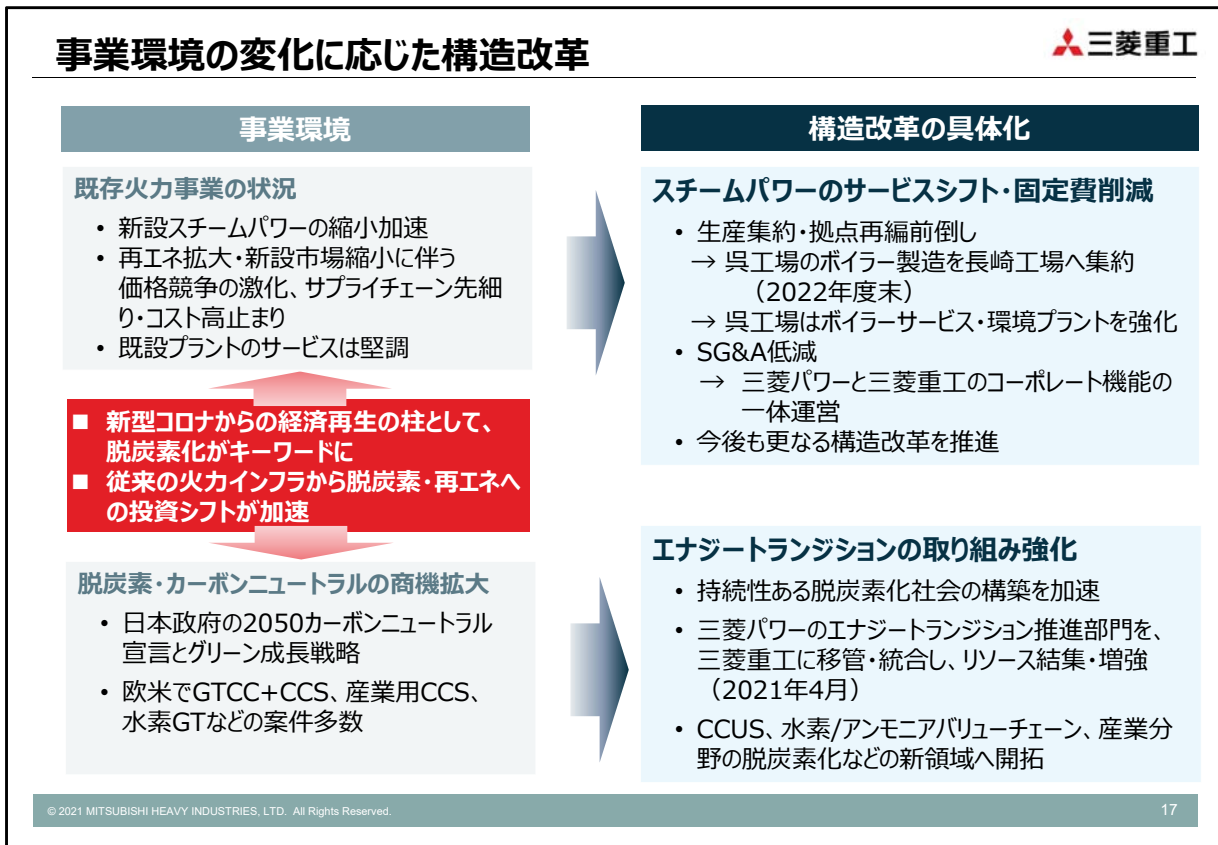 事業環境の変化に応じた構造改革
三菱重工
事業環境
既存火力事業の状況
• 新設スチームパワーの縮小加速
• 再エネ拡大・新設市場縮小に伴う
価格競争の激化、サプライチェーン先細
り・コスト高止まり
• 既設プラントのサービスは堅調
■ 新型コロナからの経済再生の柱として、
脱炭素化がキーワードに
■ 従来の火力インフラから脱炭素・再エネへ
の投資シフトが加速
脱炭素・カーボンニュートラルの商機拡大
• 日本政府の2050カーボンニュートラル
宣言とグリーン成長戦略
• 欧米でGTCC+CCS、産業用CCS、
水素GTなどの案件多数
構造改革の具体化
スチームパワーのサービスシフト・固定費削減
• 生産集約・拠点再編前倒し
→ 呉工場のボイラー製造を長崎工場へ集約
（2022年度末）
→ 呉工場はボイラーサービス・環境プラントを強化
• SG&A低減
→ 三菱パワーと三菱重工のコーポレート機能の
一体運営
• 今後も更なる構造改革を推進
エナジートランジションの取り組み強化
• 持続性ある脱炭素化社会の構築を加速
• 三菱パワーのエナジートランジション推進部門を、
三菱重工に移管・統合し、リソース結集・増強
（2021年4月）
• CCUS、水素/アンモニアバリューチェーン、産業分
野の脱炭素化などの新領域へ開拓
© 2021 MITSUBISHI HEAVY INDUSTRIES, LTD. All Rights Reserved.
17